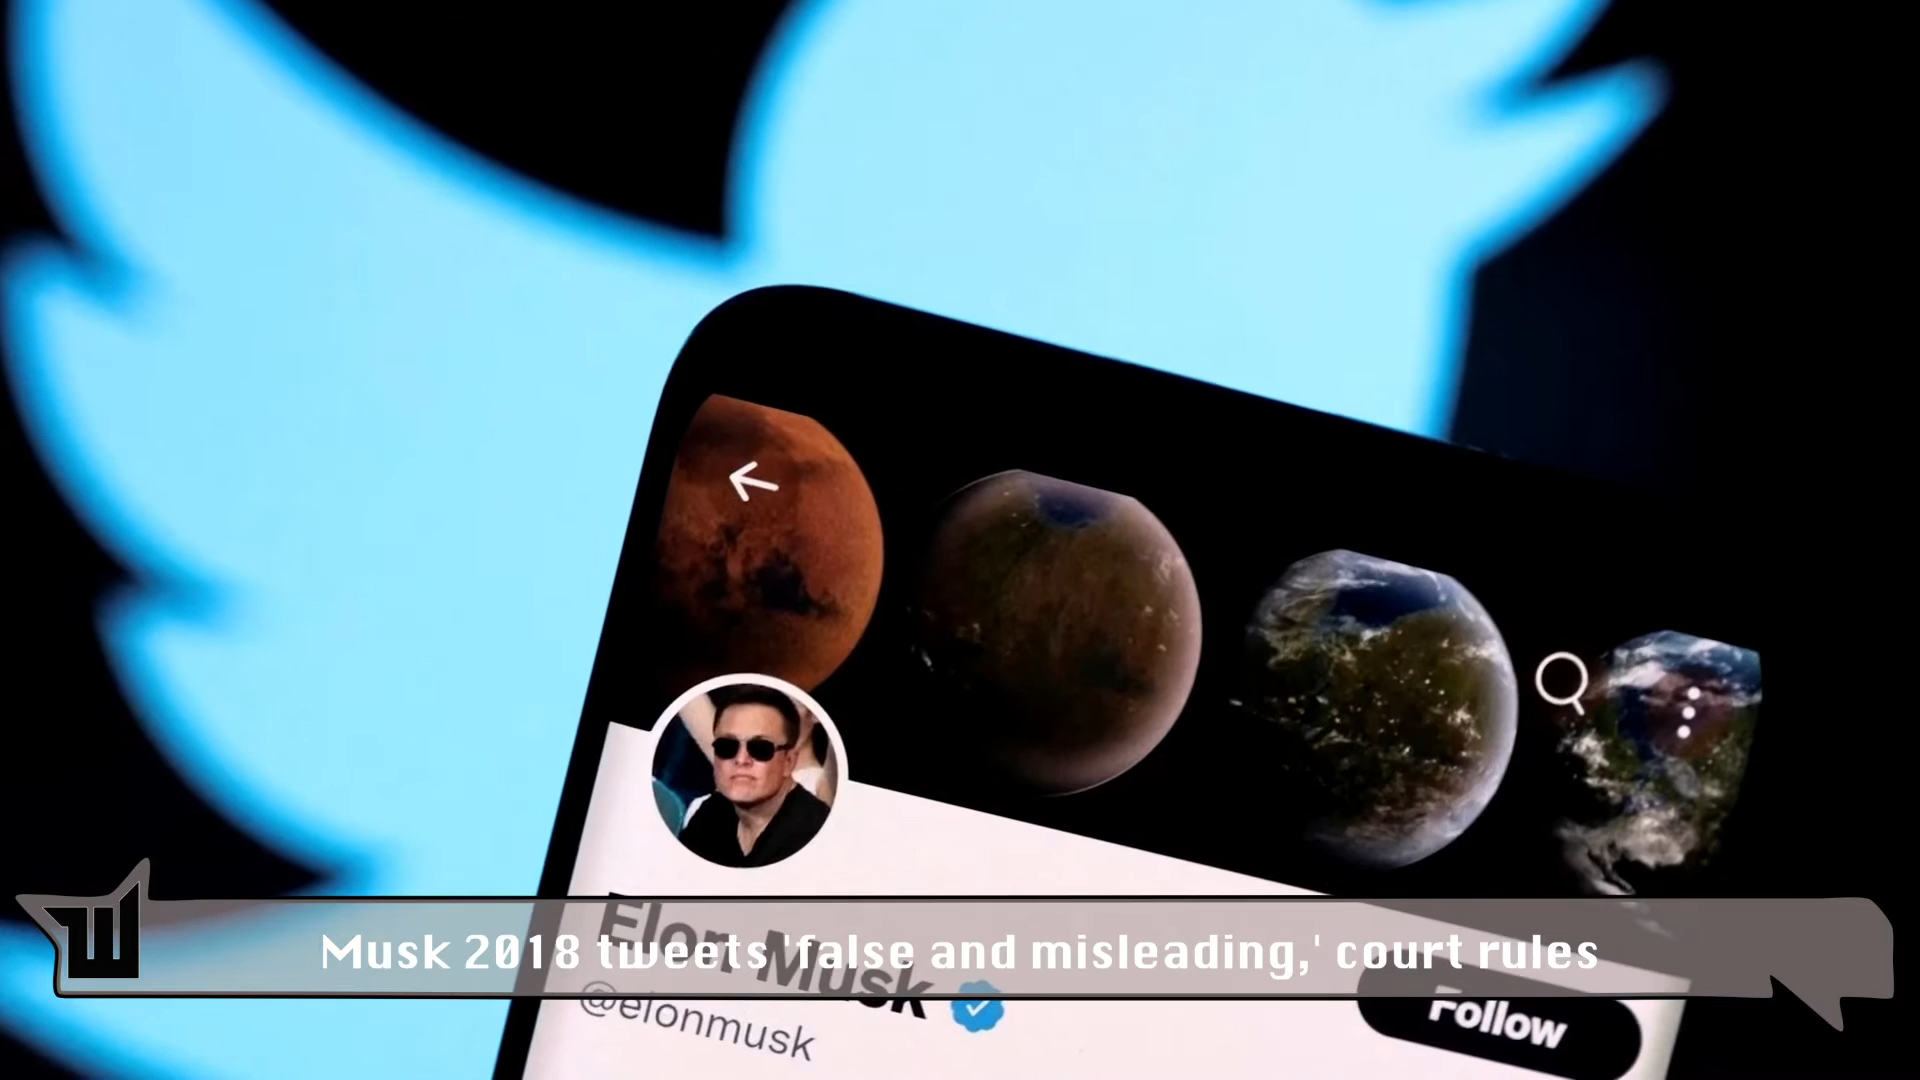 Elon Musk
@elonmusk
Follow
W
Musk 2018 tweets 'false and misleading,' court rules